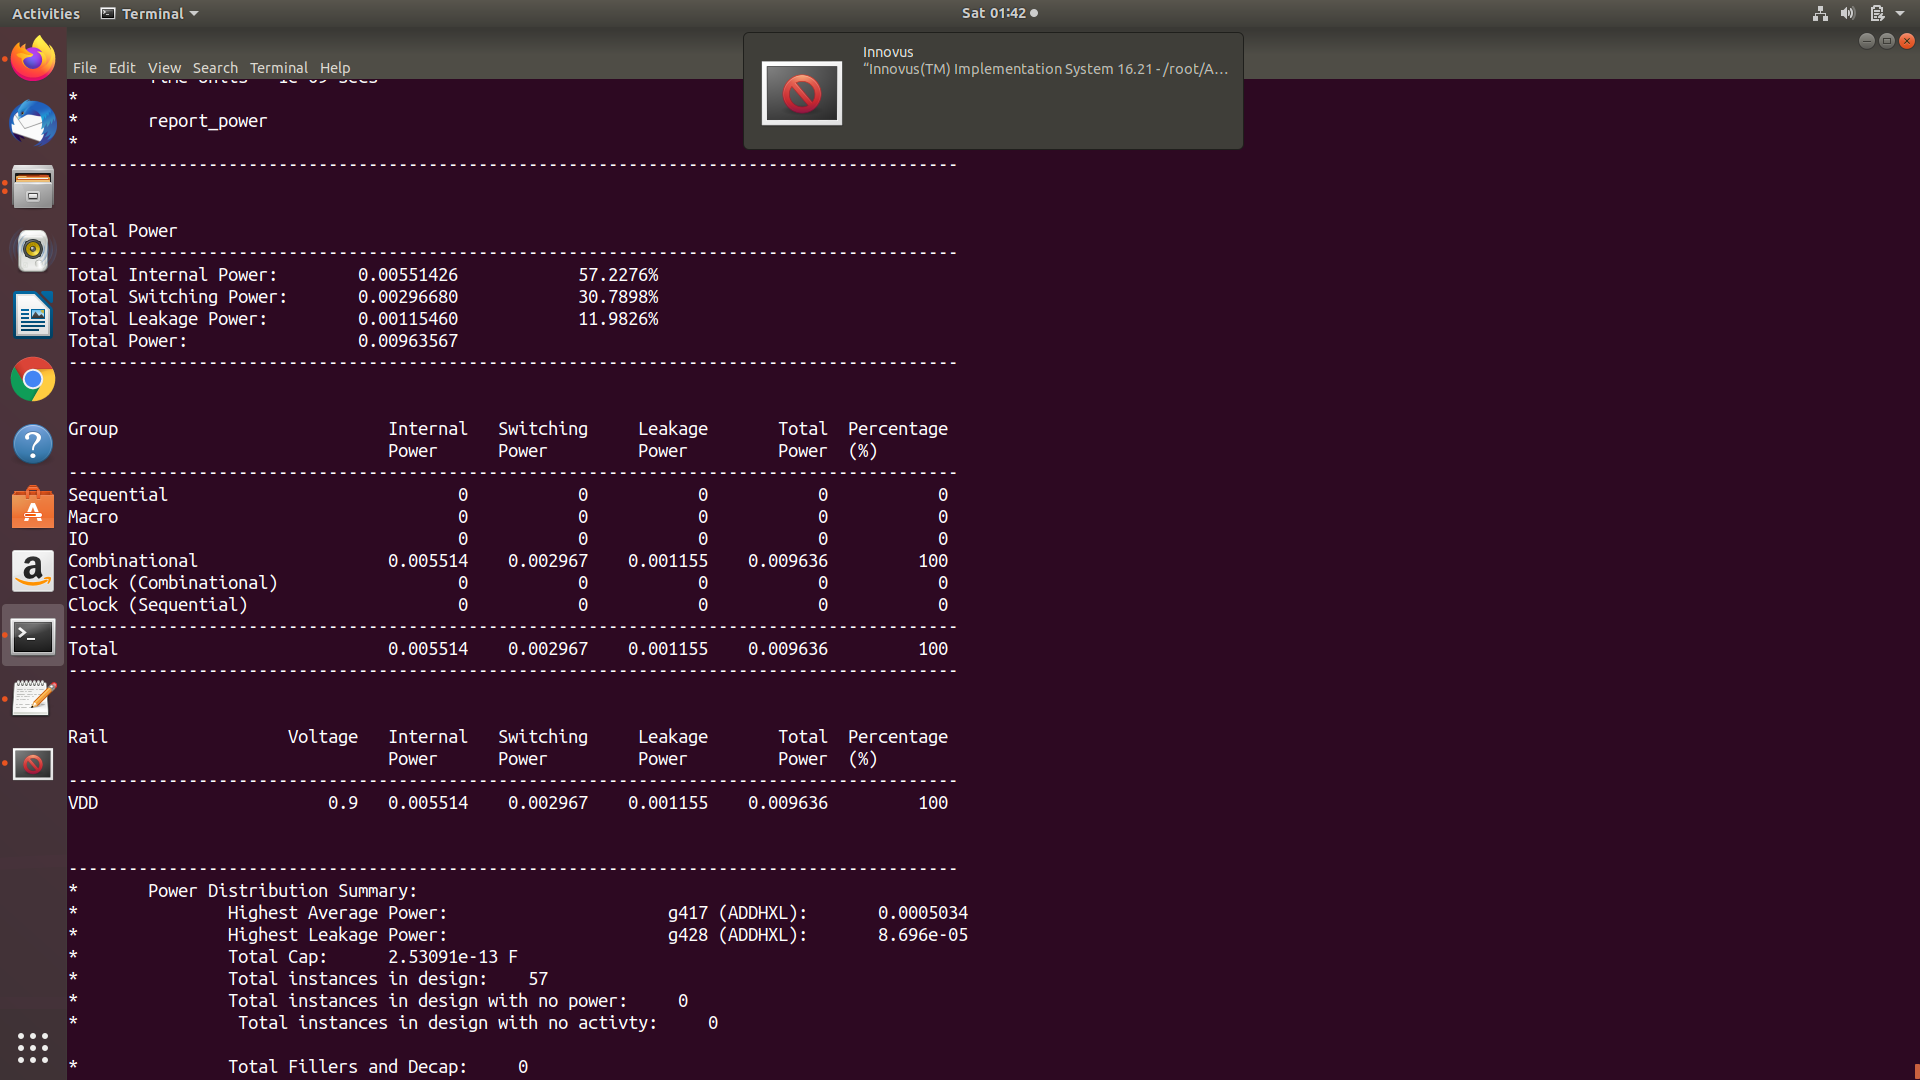 Activities Terminal Sat 01:42
Innovus
“Innovus(TM) Implementation System 16.21 - /root/A…
File Edit View Search Terminal Help
*
* report_power
*
-----------------------------------------------------------------------------------------
Total Power
-----------------------------------------------------------------------------------------
Total Internal Power: 0.00551426 57.2276%
Total Switching Power: 0.00296680 30.7898%
Total Leakage Power: 0.00115460 11.9826%
Total Power: 0.00963567
-----------------------------------------------------------------------------------------
Group Internal Switching Leakage Total Percentage
Power Power Power Power (%)
-----------------------------------------------------------------------------------------
Sequential 0 0 0 0 0
Macro 0 0 0 0 0
IO 0 0 0 0 0
Combinational 0.005514 0.002967 0.001155 0.009636 100
Clock (Combinational) 0 0 0 0 0
Clock (Sequential) 0 0 0 0 0
-----------------------------------------------------------------------------------------
Total 0.005514 0.002967 0.001155 0.009636 100
-----------------------------------------------------------------------------------------
Rail Voltage Internal Switching Leakage Total Percentage
Power Power Power Power (%)
-----------------------------------------------------------------------------------------
VDD 0.9 0.005514 0.002967 0.001155 0.009636 100
-----------------------------------------------------------------------------------------
* Power Distribution Summary:
* Highest Average Power: g417 (ADDHXL): 0.0005034
* Highest Leakage Power: g428 (ADDHXL): 8.696e-05
* Total Cap: 2.53091e-13 F
* Total instances in design: 57
* Total instances in design with no power: 0
* Total instances in design with no activty: 0
* Total Fillers and Decap: 0